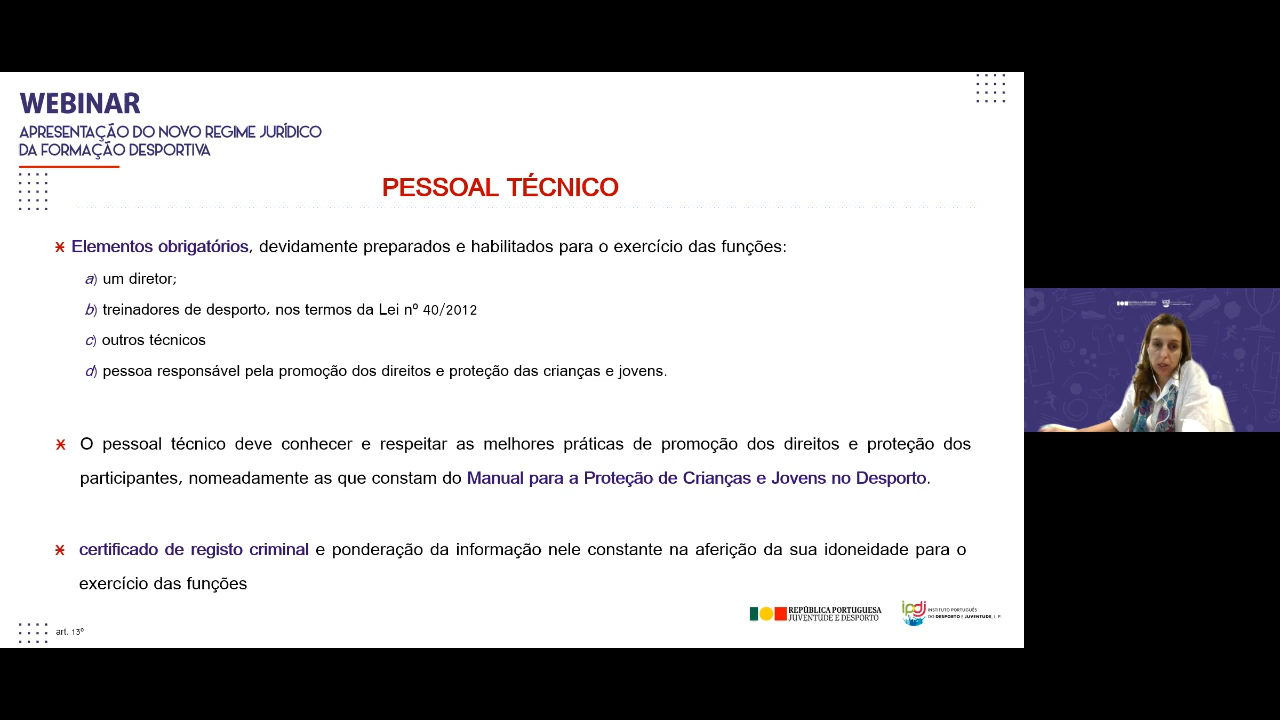 WEBINAR
APRESENTAÇÃO DO NOVO REGIME JURÍDICO
DA FORMAÇÃO DESPORTIVA
PESSOAL TÉCNICO
Elementos obrigatórios, devidamente preparados e habilitados para o exercício das funções:
a) um diretor;
b) treinadores de desporto, nos termos da Lei nº 40/2012
c) outros técnicos
d) pessoa responsável pela promoção dos direitos e proteção das crianças e jovens.
O pessoal técnico deve conhecer e respeitar as melhores práticas de promoção dos direitos e proteção dos
participantes, nomeadamente as que constam do Manual para a Proteção de Crianças e Jovens no Desporto.
certificado de registo criminal e ponderação da informação nele constante na aferição da sua idoneidade para o
exercício das funções
REPÚBLICA PORTUGUESA
JUVENTUDE E DESPORTO
ipdj
INSTITUTO PORTUGUÊS
DO DESPORTO E JUVENTUDE, I. P.
art. 13º